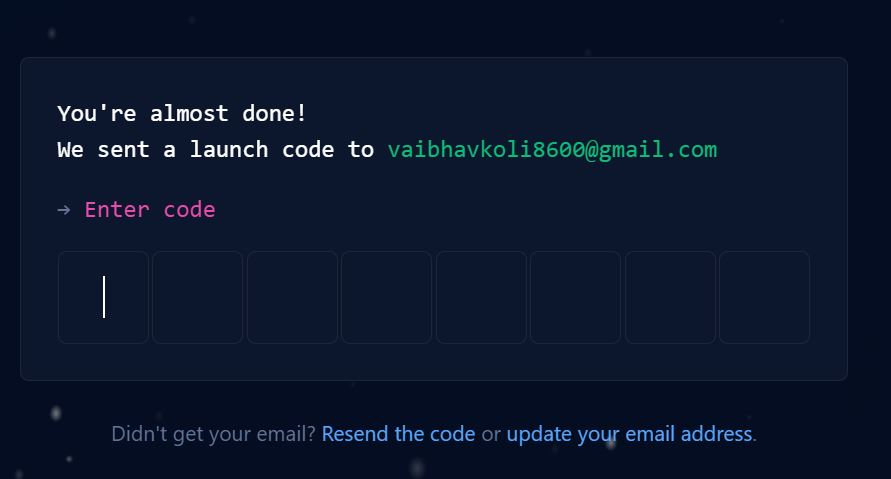 You're almost done!
We sent a launch code to vaibhavkoli8600@gmail.com
→ Enter code
Didn't get your email? Resend the code or update your email address.